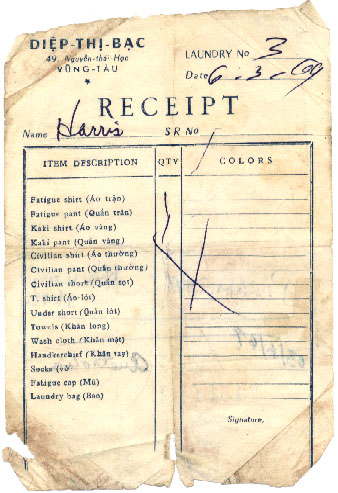 DIỆP-THỊ-BẠC
49, Nguyễn-thái-Học
VŨNG-TÀU
LAUNDRY No 3
Date 6.3.69
RECEIPT
Name Harris SR No
ITEM DESCRIPTION QTY COLORS
Fatigue shirt (Áo trận)
Fatigue pant (Quần trận)
Kaki shirt (Áo vàng)
Kaki pant (Quần vàng)
Civilian shirt (Áo thường)
Civilian pant (Quần thường)
Civilian short (Quần sọt)
T. shirt (Áo-lót)
Under short (Quần lót)
Towels (Khăn long)
Wash cloth (Khăn mặt)
Handkerchief (Khăn tay)
Socks
Fatigue cap (Mũ)
Laundry bag (Bao)
Signature,